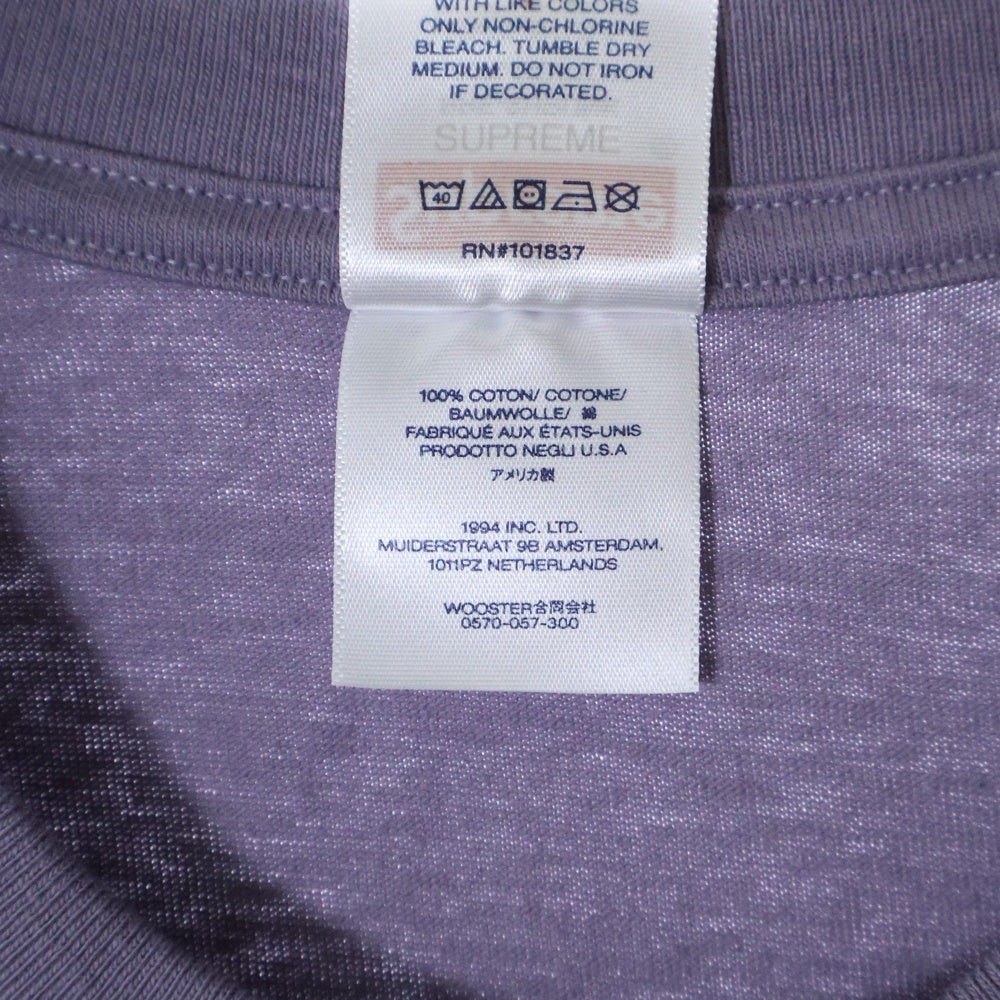 WITH LIKE COLORS
ONLY NON-CHLORINE
BLEACH. TUMBLE DRY
MEDIUM. DO NOT IRON
IF DECORATED.
SUPREME
40
RN#101837
100% COTON/ COTONE/
BAUMWOLLE/ 綿
FABRIQUÉ AUX ÉTATS-UNIS
PRODOTTO NEGLI U.S.A
アメリカ製
1994 INC. LTD.
MUIDERSTRAAT 9B AMSTERDAM,
1011PZ NETHERLANDS
WOOSTER合同会社
0570-057-300